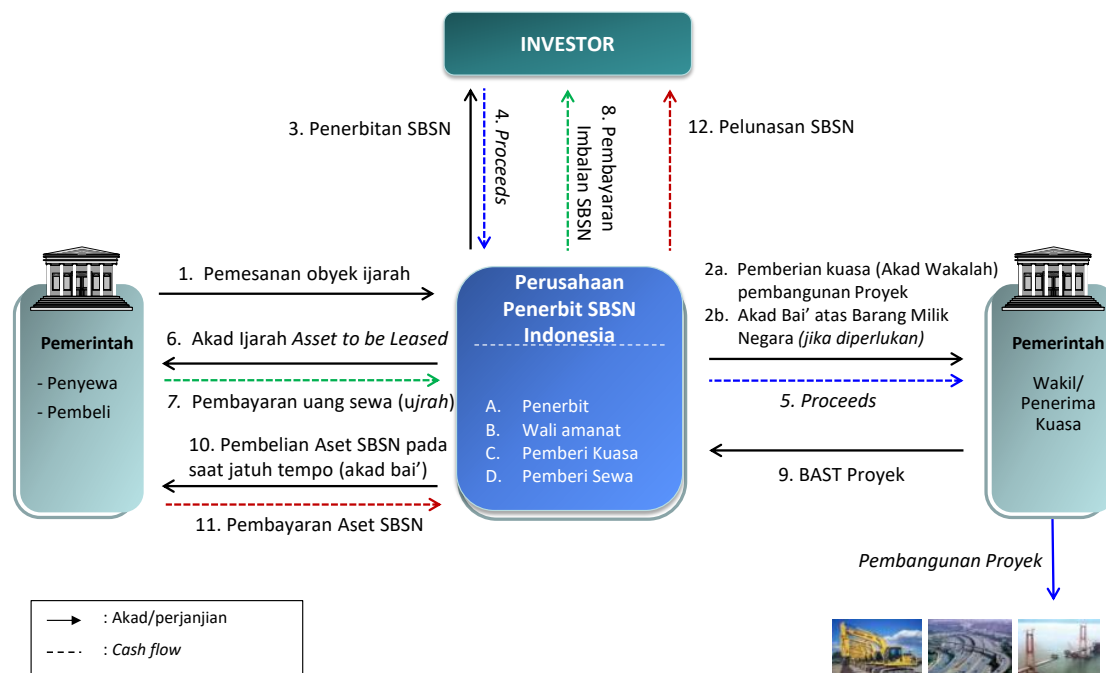 INVESTOR
3. Penerbitan SBSN
4. Proceeds
8. Pembayaran
Imbalan SBSN
12. Pelunasan SBSN
Pemerintah
- Penyewa
- Pembeli
1. Pemesanan obyek ijarah
6. Akad Ijarah Asset to be Leased
7. Pembayaran uang sewa (ujrah)
10. Pembelian Aset SBSN pada
saat jatuh tempo (akad bai’)
11. Pembayaran Aset SBSN
Perusahaan
Penerbit SBSN
Indonesia
A. Penerbit
B. Wali amanat
C. Pemberi Kuasa
D. Pemberi Sewa
2a. Pemberian kuasa (Akad Wakalah)
pembangunan Proyek
2b. Akad Bai’ atas Barang Milik
Negara (jika diperlukan)
5. Proceeds
9. BAST Proyek
Pemerintah
Wakil/
Penerima
Kuasa
Pembangunan Proyek
: Akad/perjanjian
: Cash flow